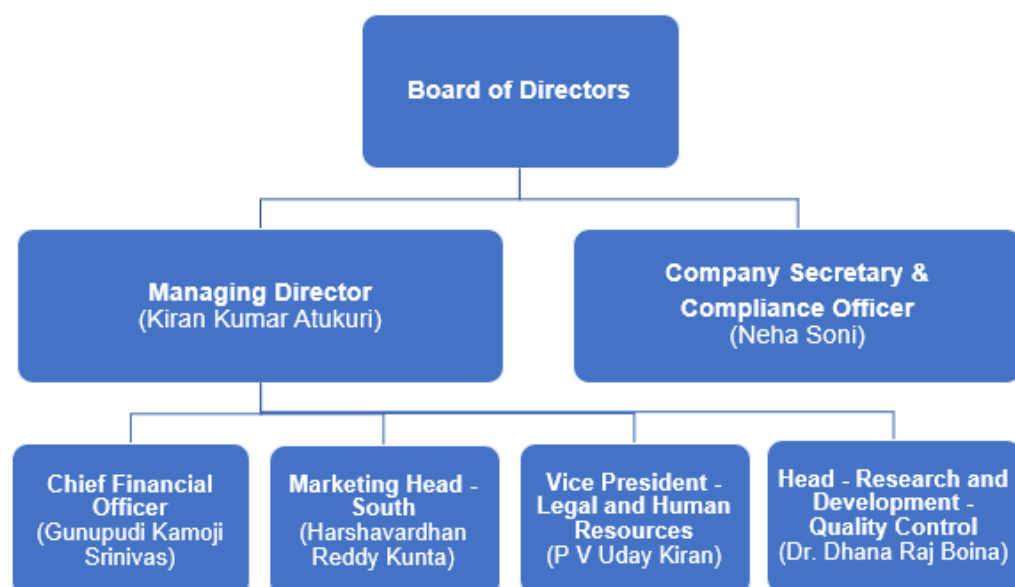 Board of Directors
Managing Director
(Kiran Kumar Atukuri)
Company Secretary &
Compliance Officer
(Neha Soni)
Chief Financial
Officer
(Gunupudi Kamoji
Srinivas)
Marketing Head -
South
(Harshavardhan
Reddy Kunta)
Vice President -
Legal and Human
Resources
(P V Uday Kiran)
Head - Research and
Development -
Quality Control
(Dr. Dhana Raj Boina)